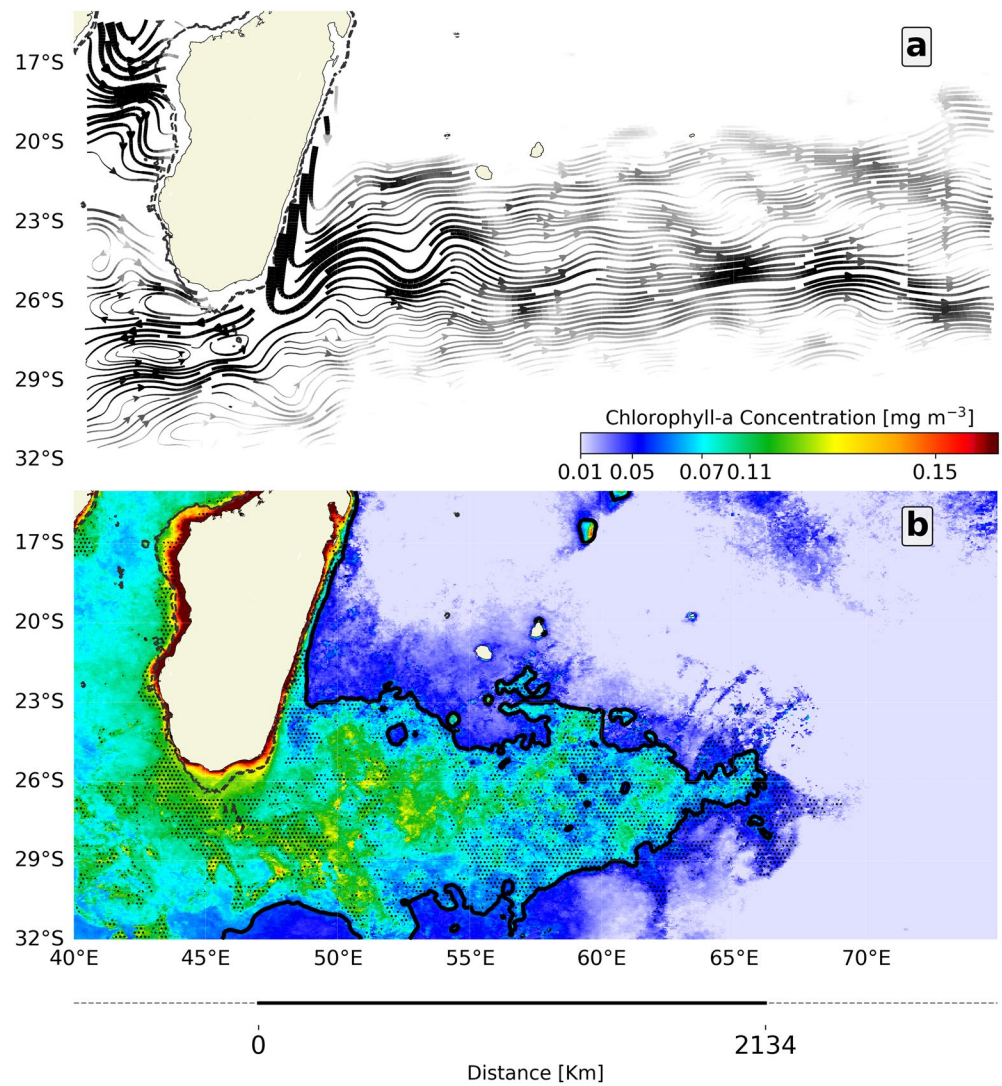 a
17°S
20°S
23°S
26°S
29°S
32°S
Chlorophyll-a Concentration [mg m⁻³]
0.01 0.05 0.07 0.11 0.15
b
17°S
20°S
23°S
26°S
29°S
32°S
40°E 45°E 50°E 55°E 60°E 65°E 70°E
0 2134
Distance [Km]